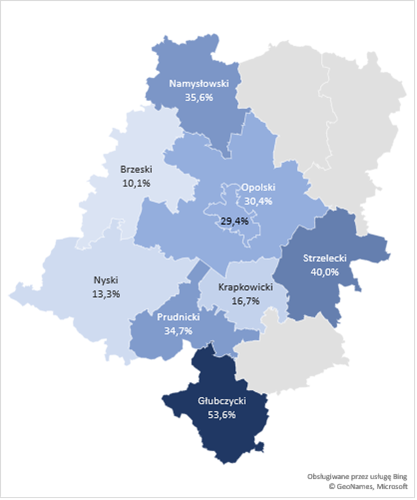 Namysłowski
35,6%
Brzeski
10,1%
Opolski
30,4%
29,4%
Strzelecki
40,0%
Nyski
13,3%
Krapkowicki
16,7%
Prudnicki
34,7%
Głubczycki
53,6%
Obsługiwane przez usługę Bing
© GeoNames, Microsoft